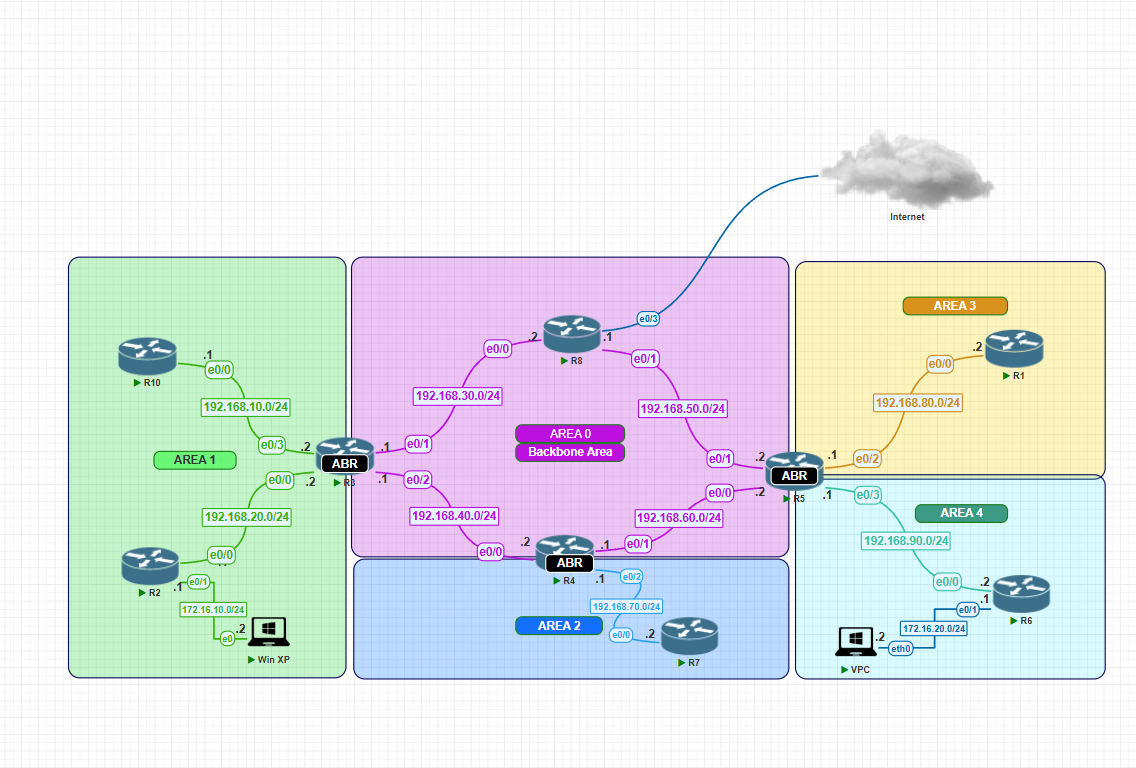 Internet
AREA 3
e0/3
.2
.1
R8
e0/0
e0/1
.2
R1
e0/0
.1
R10
e0/0
192.168.30.0/24
192.168.10.0/24
192.168.50.0/24
192.168.80.0/24
AREA 0
Backbone Area
e0/3
.2
.1
e0/1
AREA 1
ABR
R3
e0/1
.2
.1
e0/2
ABR
R5
e0/0
.2
.1
e0/2
e0/0
.2
.1
e0/3
192.168.20.0/24
192.168.40.0/24
192.168.60.0/24
AREA 4
192.168.90.0/24
e0/0
.2
e0/0
.1
e0/1
ABR
R4
.1
e0/2
R2
.1
e0/1
e0/0
.2
.1
e0/1
R6
172.16.10.0/24
192.168.70.0/24
172.16.20.0/24
AREA 2
e0/0
.2
R7
e0
.2
Win XP
.2
eth0
VPC